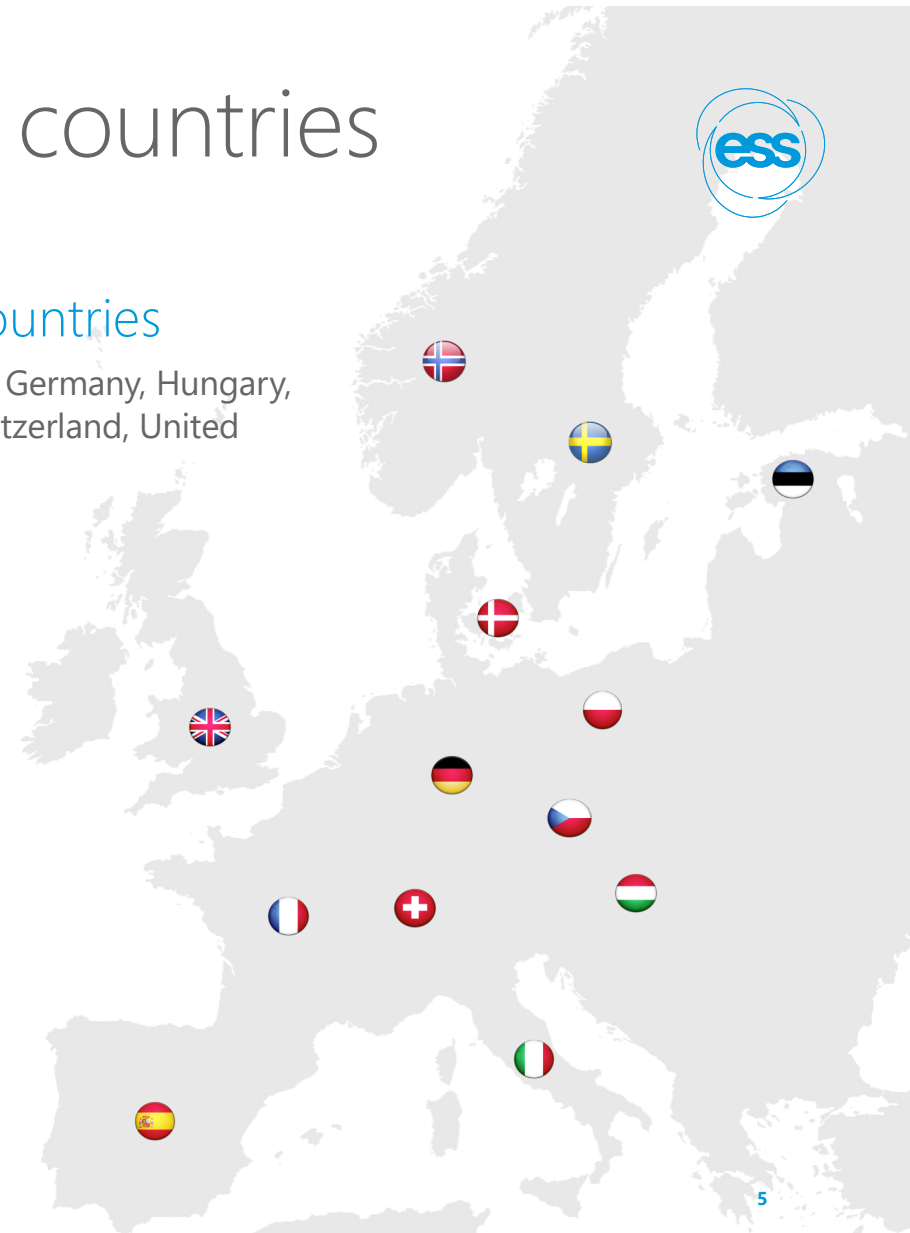 countries
ess
ountries
Germany, Hungary,
tzerland, United
5